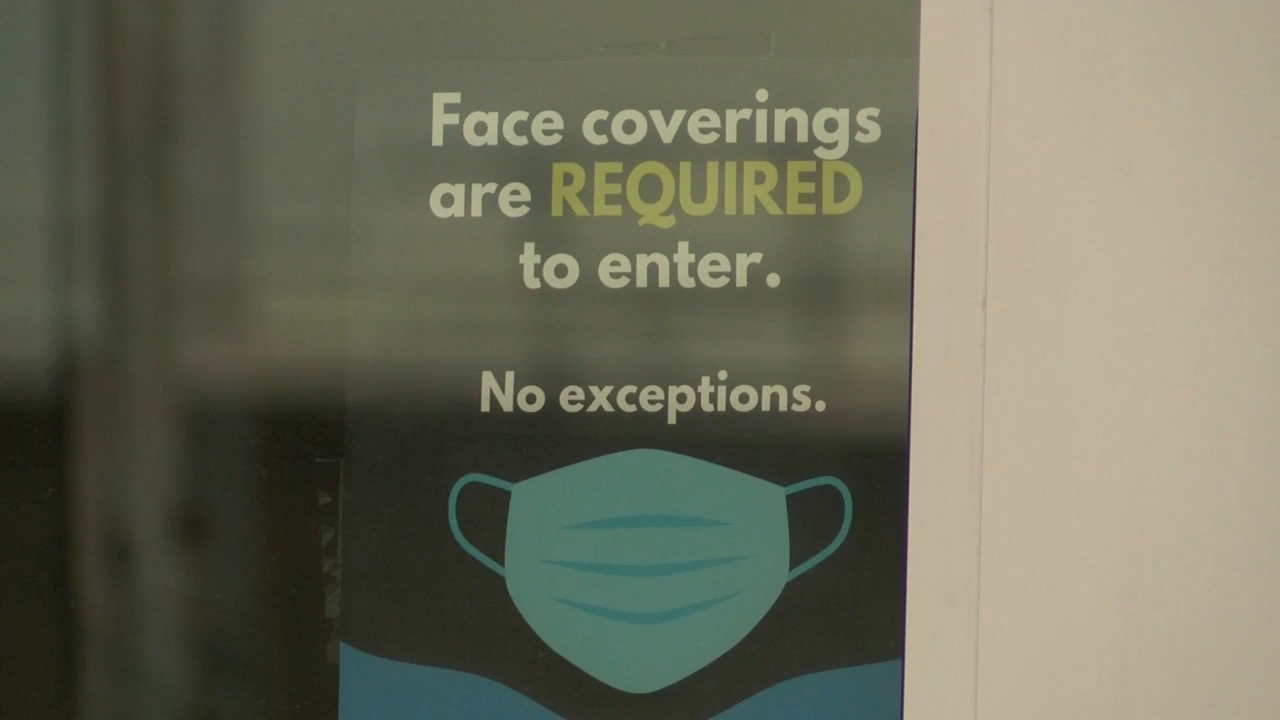 Face coverings
are REQUIRED
to enter.
No exceptions.